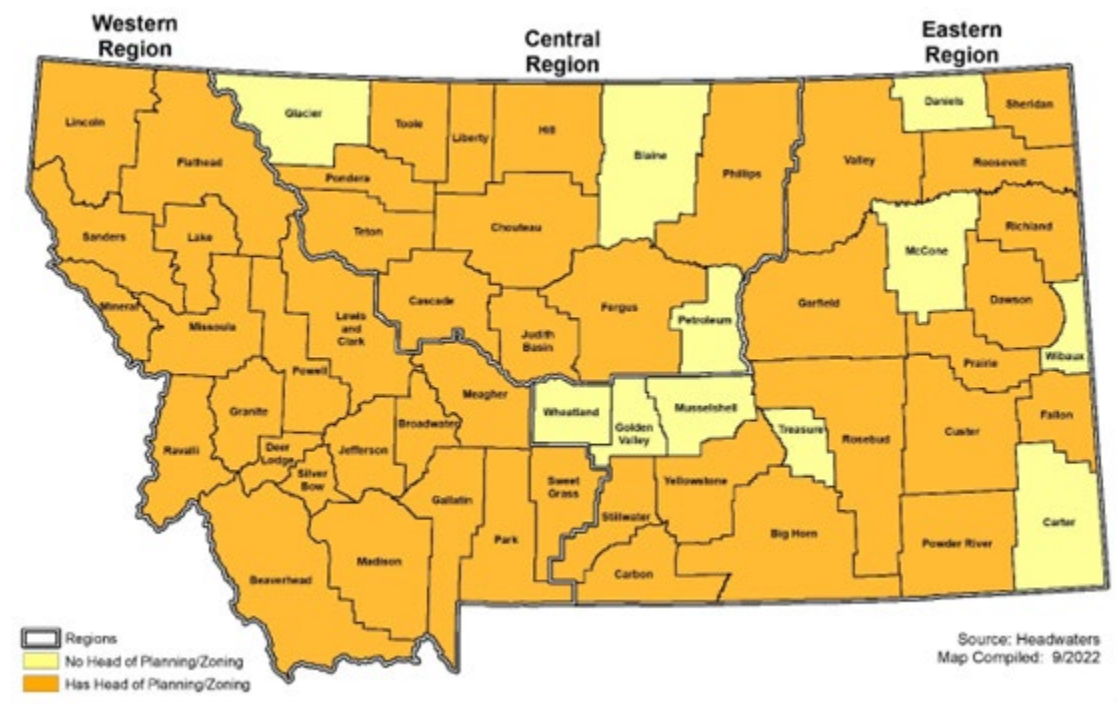 Western
Region
Central
Region
Eastern
Region
Lincoln
Flathead
Glacier
Toole
Liberty
Hill
Blaine
Phillips
Valley
Daniels
Sheridan
Roosevelt
Pondera
Teton
Chouteau
Sanders
Lake
McCone
Richland
Mineral
Missoula
Lewis
and
Clark
Cascade
Judith
Basin
Fergus
Petroleum
Garfield
Dawson
Prairie
Wibaux
Powell
Granite
Meagher
Broadwater
Wheatland
Golden
Valley
Musselshell
Treasure
Rosebud
Custer
Fallon
Ravalli
Deer
Lodge
Jefferson
Silver
Bow
Gallatin
Sweet
Grass
Yellowstone
Stillwater
Park
Big Horn
Powder River
Carter
Beaverhead
Madison
Carbon
Regions
No Head of Planning/Zoning
Has Head of Planning/Zoning
Source: Headwaters
Map Compiled: 9/2022